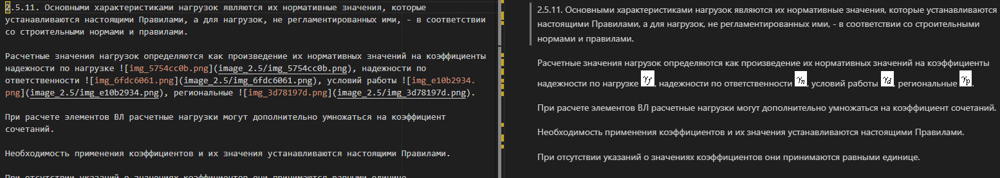 2.5.11. Основными характеристиками нагрузок являются их нормативные значения, которые
устанавливаются настоящими Правилами, а для нагрузок, не регламентированных ими, - в соответствии
со строительными нормами и правилами.
Расчетные значения нагрузок определяются как произведение их нормативных значений на коэффициенты
надежности по нагрузке ![img_5754cc0b.png](image_2.5/img_5754cc0b.png), надежности по
ответственности ![img_6fdc6061.png](image_2.5/img_6fdc6061.png), условий работы ![img_e10b2934.
png](image_2.5/img_e10b2934.png), региональные ![img_3d78197d.png](image_2.5/img_3d78197d.png).
При расчете элементов ВЛ расчетные нагрузки могут дополнительно умножаться на коэффициент
сочетаний.
Необходимость применения коэффициентов и их значения устанавливаются настоящими Правилами.
При отсутствии указаний о значениях коэффициентов они принимаются равными единице.
2.5.11. Основными характеристиками нагрузок являются их нормативные значения, которые устанавливаются
настоящими Правилами, а для нагрузок, не регламентированных ими, - в соответствии со строительными
нормами и правилами.
Расчетные значения нагрузок определяются как произведение их нормативных значений на коэффициенты
надежности по нагрузке γf, надежности по ответственности γn, условий работы γd, региональные γp.
При расчете элементов ВЛ расчетные нагрузки могут дополнительно умножаться на коэффициент сочетаний.
Необходимость применения коэффициентов и их значения устанавливаются настоящими Правилами.
При отсутствии указаний о значениях коэффициентов они принимаются равными единице.